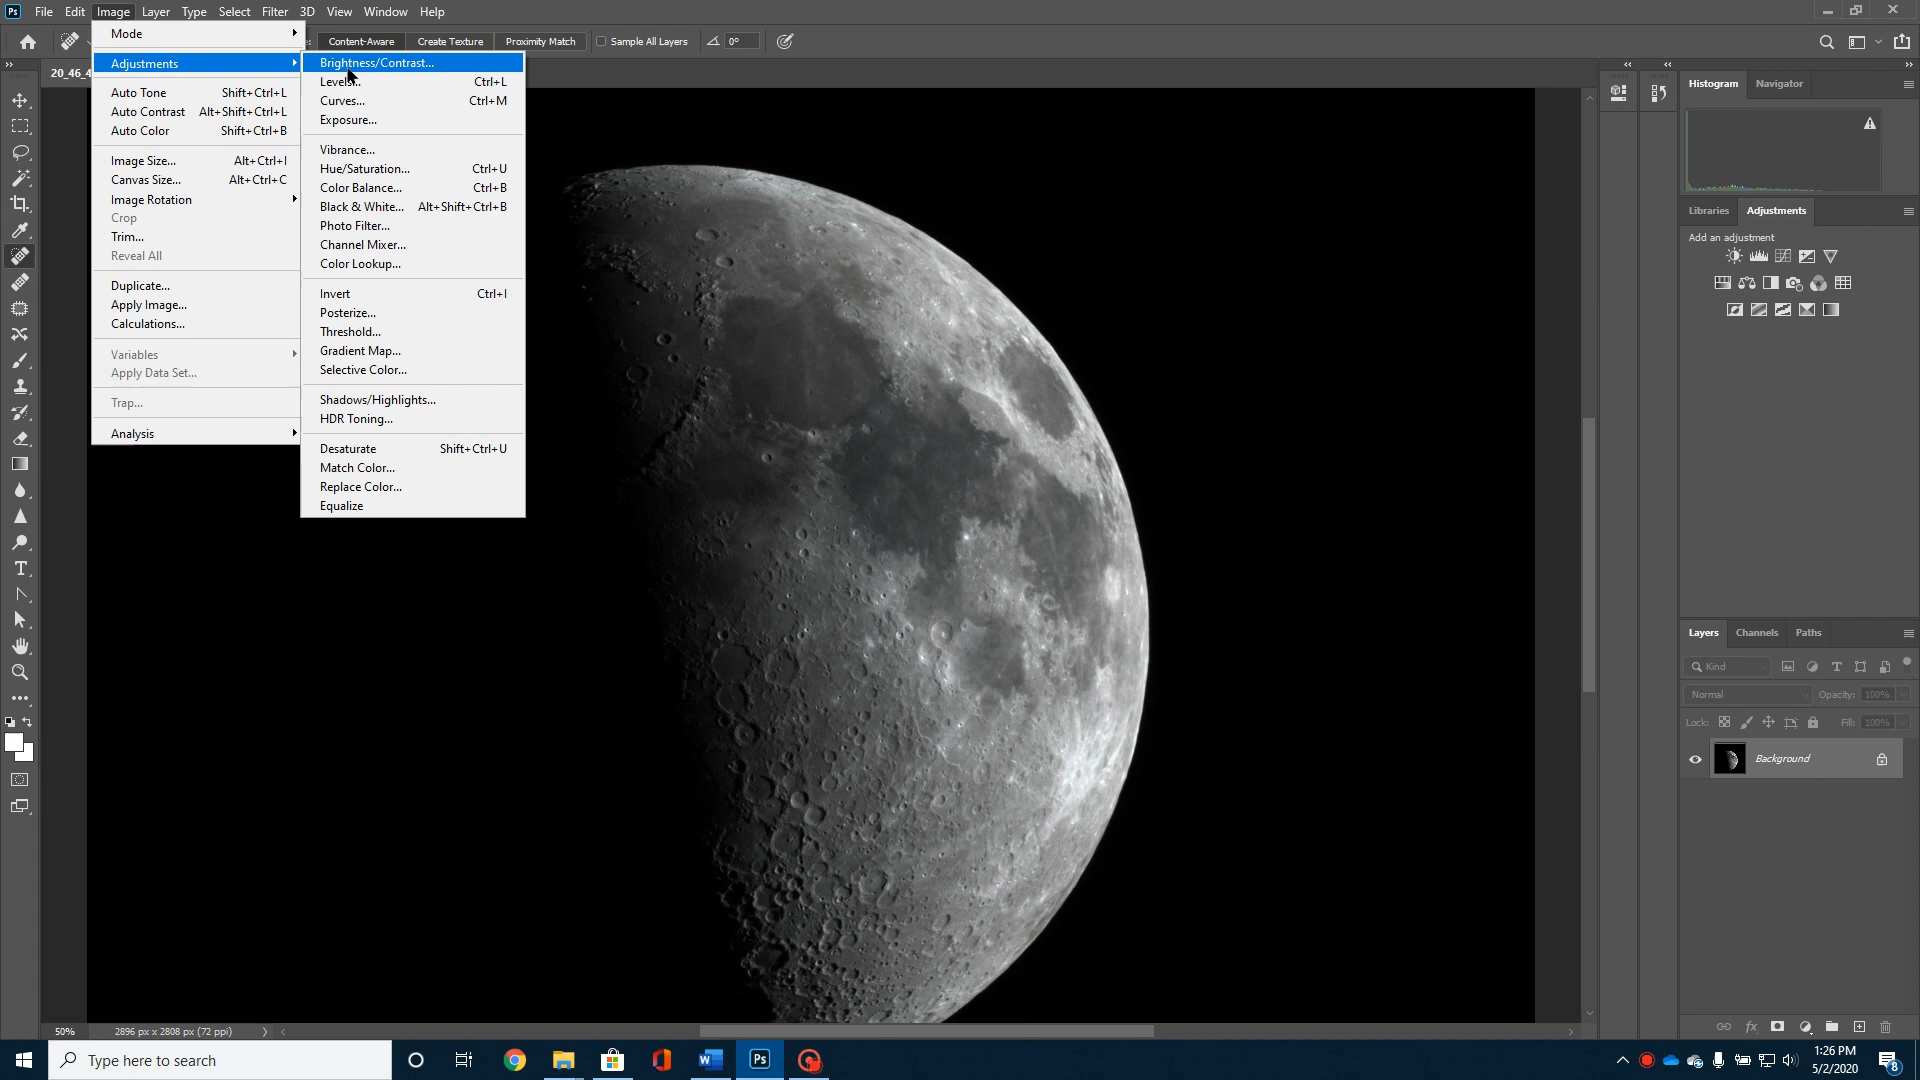 Ps File Edit Image Layer Type Select Filter 3D View Window Help
Content-Aware Create Texture Proximity Match Sample All Layers 0°
20_46_4
Mode
Adjustments
Auto Tone Shift+Ctrl+L
Auto Contrast Alt+Shift+Ctrl+L
Auto Color Shift+Ctrl+B
Image Size... Alt+Ctrl+I
Canvas Size... Alt+Ctrl+C
Image Rotation
Crop
Trim...
Reveal All
Duplicate...
Apply Image...
Calculations...
Variables
Apply Data Set...
Trap...
Analysis
Brightness/Contrast...
Levels... Ctrl+L
Curves... Ctrl+M
Exposure...
Vibrance...
Hue/Saturation... Ctrl+U
Color Balance... Ctrl+B
Black & White... Alt+Shift+Ctrl+B
Photo Filter...
Channel Mixer...
Color Lookup...
Invert Ctrl+I
Posterize...
Threshold...
Gradient Map...
Selective Color...
Shadows/Highlights...
HDR Toning...
Desaturate Shift+Ctrl+U
Match Color...
Replace Color...
Equalize
Histogram Navigator
Libraries Adjustments
Add an adjustment
Layers Channels Paths
Kind
Normal Opacity: 100%
Lock: Fill: 100%
Background
50% 2896 px x 2808 px (72 ppi)
Type here to search
Ps
1:26 PM
5/2/2020
8